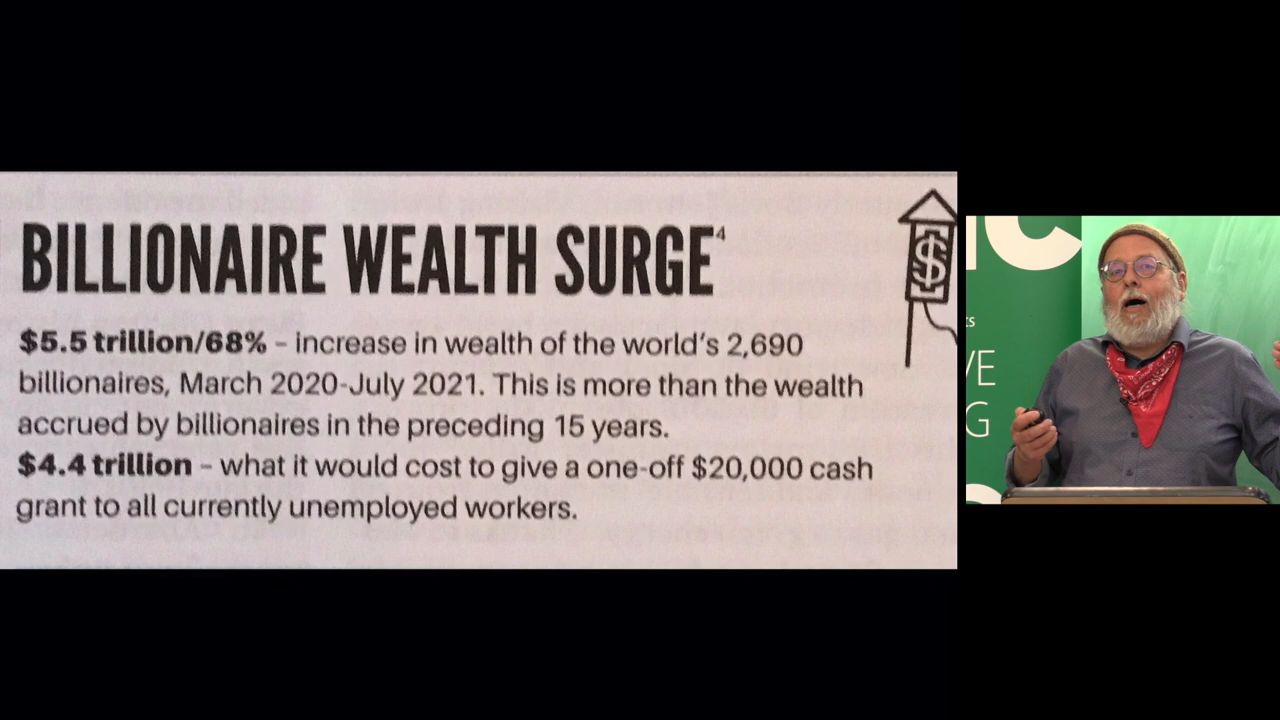 BILLIONAIRE WEALTH SURGE⁴
$5.5 trillion/68% – increase in wealth of the world's 2,690
billionaires, March 2020-July 2021. This is more than the wealth
accrued by billionaires in the preceding 15 years.
$4.4 trillion – what it would cost to give a one-off $20,000 cash
grant to all currently unemployed workers.
$
ic
ts
VE
G